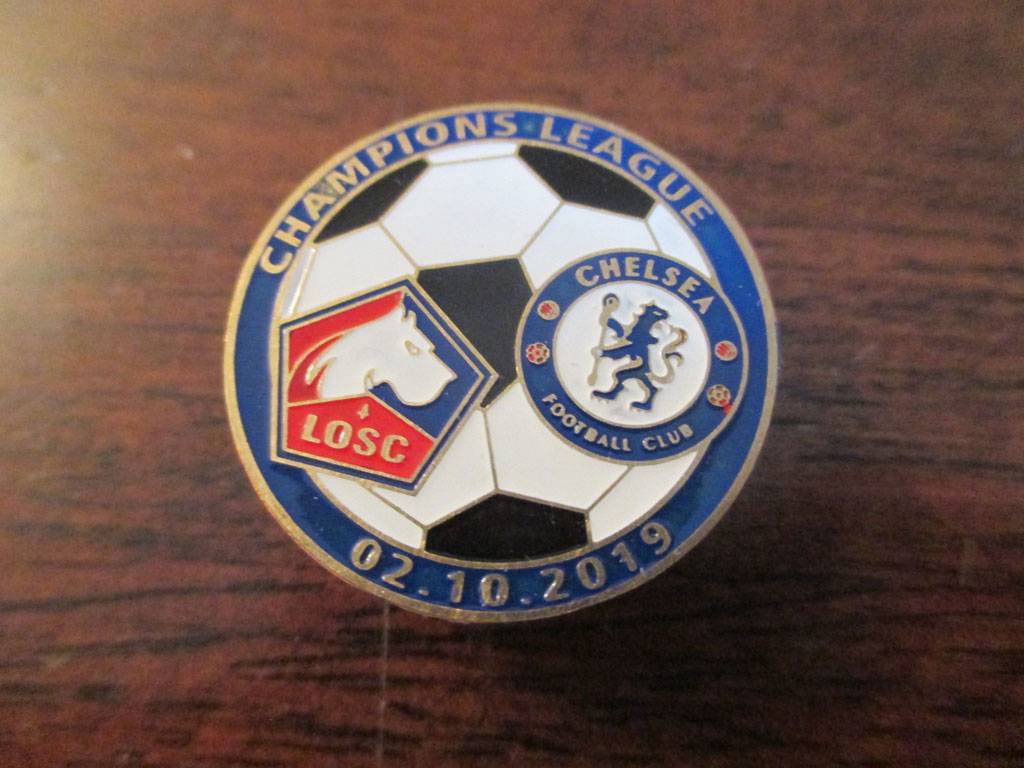 CHAMPIONS LEAGUE
LOSC
CHELSEA
FOOTBALL CLUB
02.10.2019